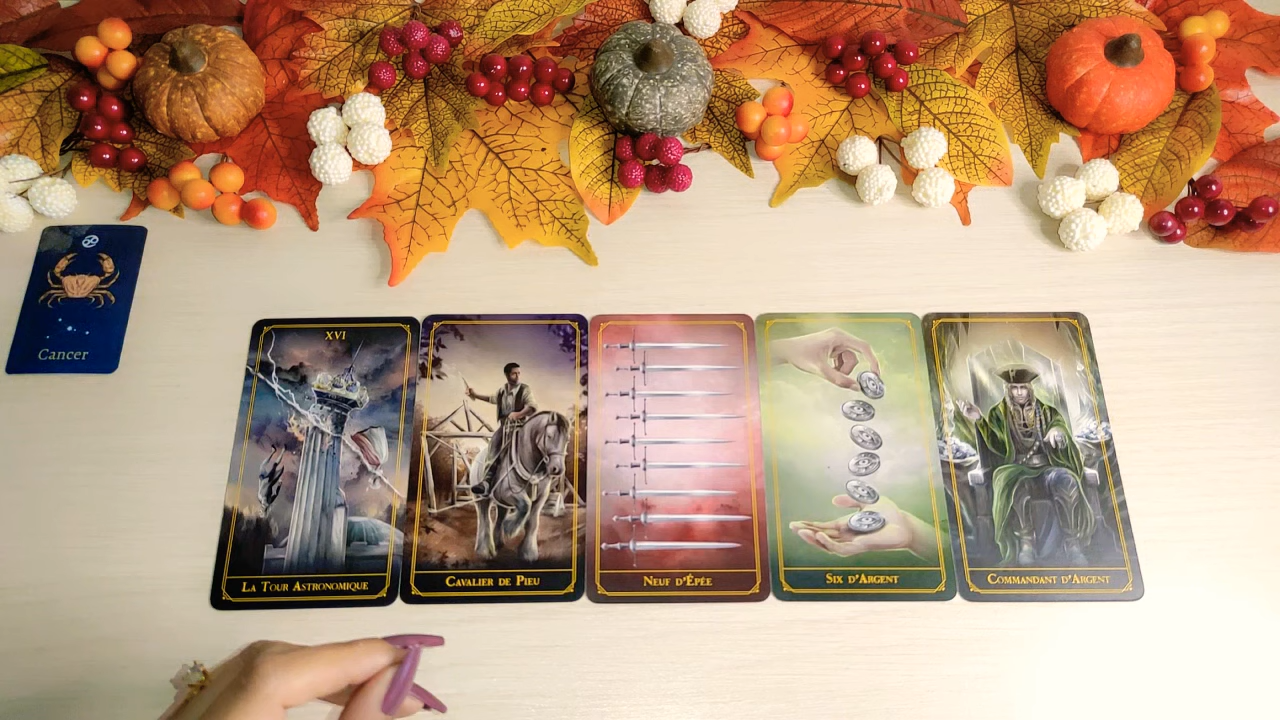 Cancer
XVI
La Tour Astronomique
Cavalier de Pieu
Neuf d'Épée
Six d'Argent
Commandant d'Argent